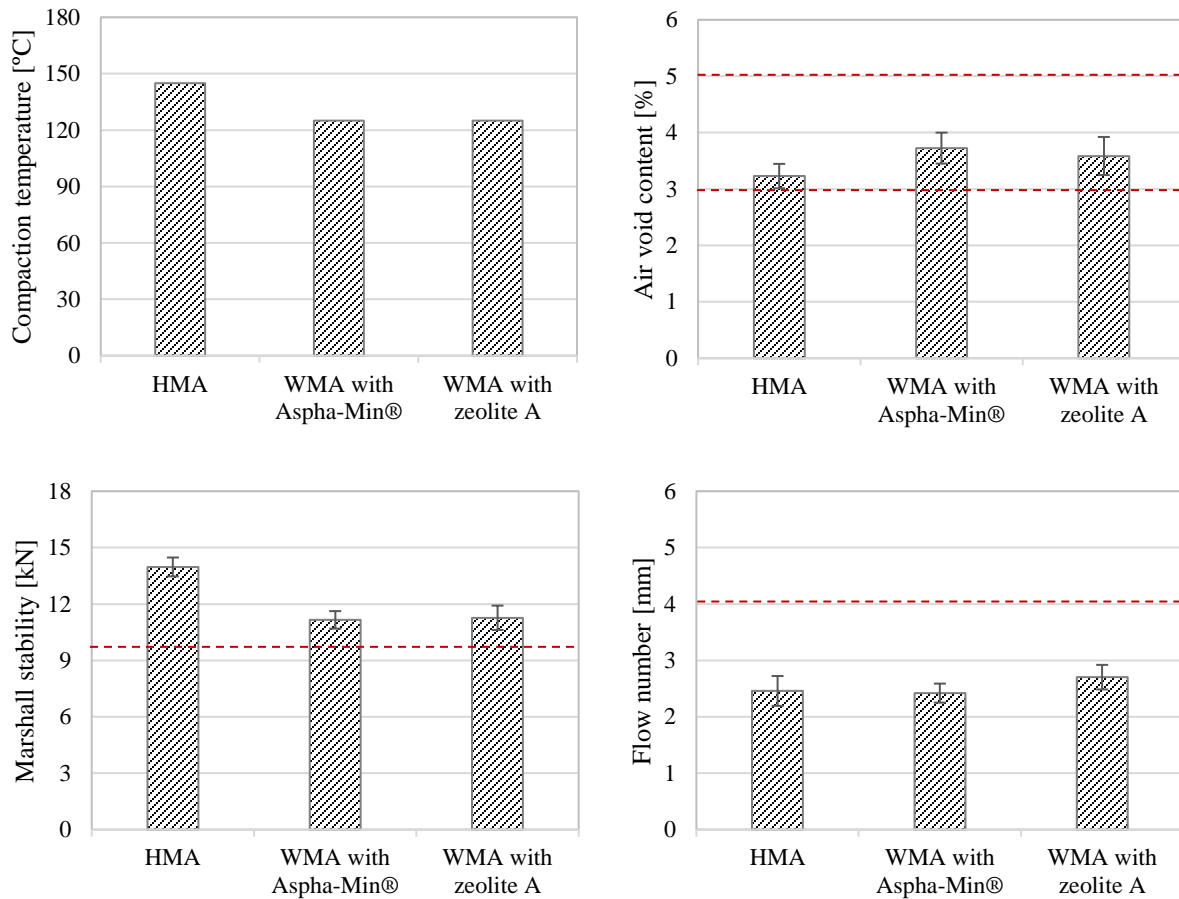 Compaction temperature [ºC]
180
150
120
90
60
30
0
HMA
WMA with
Aspha-Min®
WMA with
zeolite A
Air void content [%]
6
5
4
3
2
1
0
HMA
WMA with
Aspha-Min®
WMA with
zeolite A
Marshall stability [kN]
18
15
12
9
6
3
0
HMA
WMA with
Aspha-Min®
WMA with
zeolite A
Flow number [mm]
6
5
4
3
2
1
0
HMA
WMA with
Aspha-Min®
WMA with
zeolite A